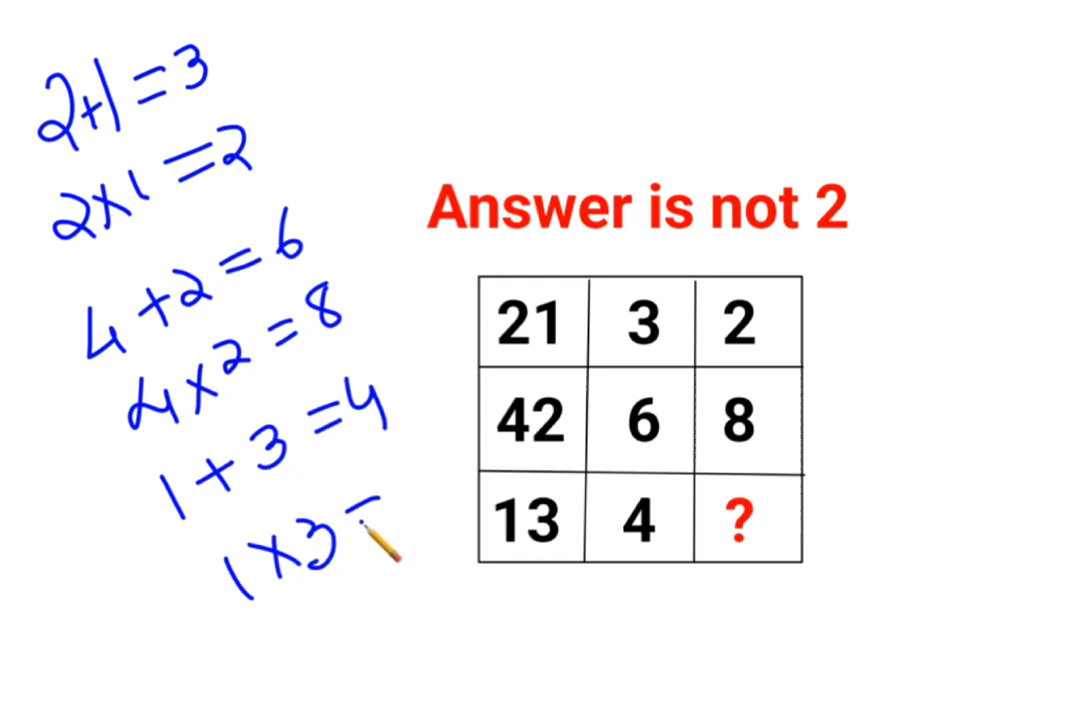 2+1=3
2x1=2
4+2=6
4x2=8
1+3=4
1x3
Answer is not 2
21 3 2
42 6 8
13 4 ?